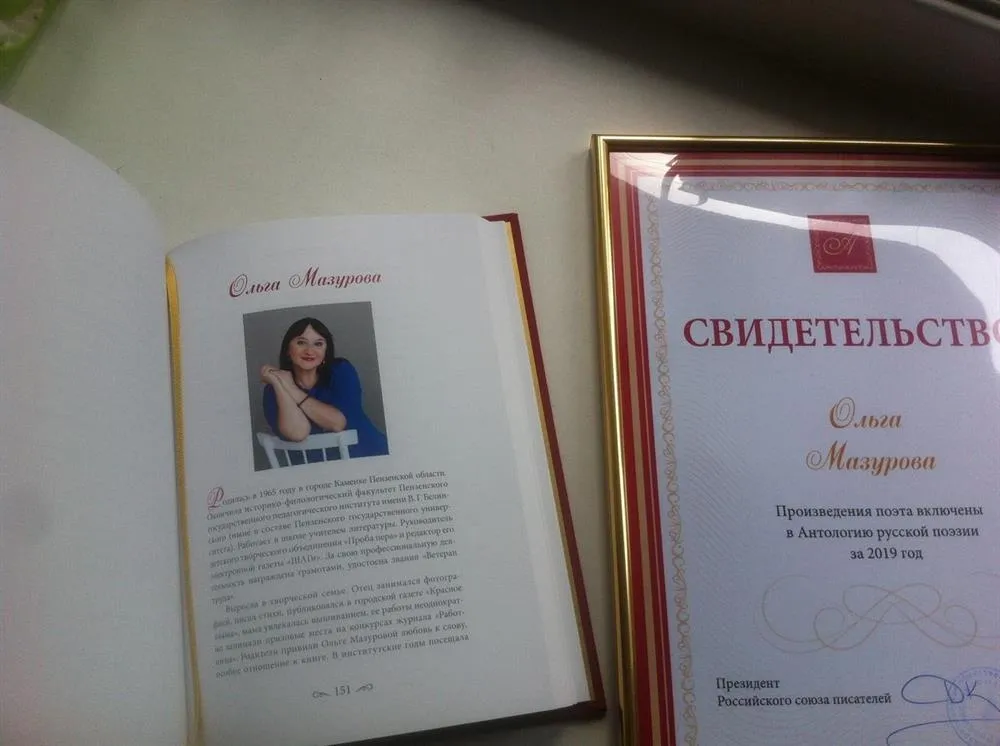 Ольга Мазурова
Родилась в 1965 году в городе Каменке Пензенской области.
Окончила историко-филологический факультет Пензенского
государственного педагогического института имени В. Г. Белин-
ского (ныне в составе Пензенского государственного универ-
ситета). Работает в школе учителем литературы. Руководитель
детского творческого объединения «Проба пера» и редактор его
электронной газеты «ШАГи». За свою профессиональную дея-
тельность награждена грамотами, удостоена звания «Ветеран
труда».
Выросла в творческой семье. Отец занимался фотогра-
фией, писал стихи, публиковался в городской газете «Красное
знамя», мама увлекалась вышиванием, ее работы неоднократ-
но занимали призовые места на конкурсах журнала «Работ-
ница». Родители привили Ольге Мазуровой любовь к слову,
особое отношение к книге. В институтские годы посещала
151
А
СВИДЕТЕЛЬСТВО
Ольга
Мазурова
Произведения поэта включены
в Антологию русской поэзии
за 2019 год
Президент
Российского союза писателей